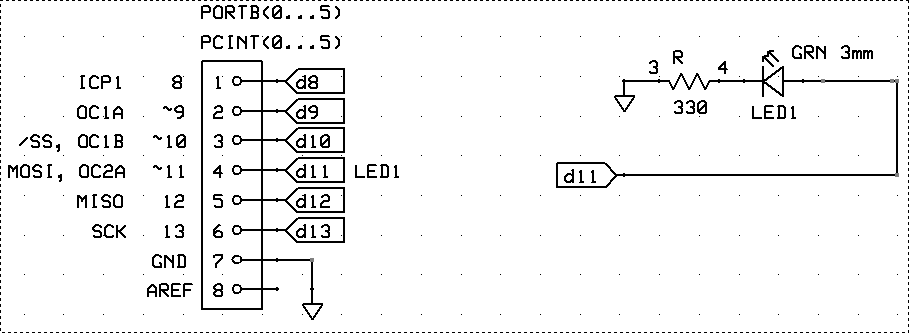 PORTB(0...5)
PCINT(0...5)
ICP1 8 1 d8
OC1A ~9 2 d9
/SS, OC1B ~10 3 d10
MOSI, OC2A ~11 4 d11 LED1
MISO 12 5 d12
SCK 13 6 d13
GND 7
AREF 8
R GRN 3mm
3 4
330 LED1
d11